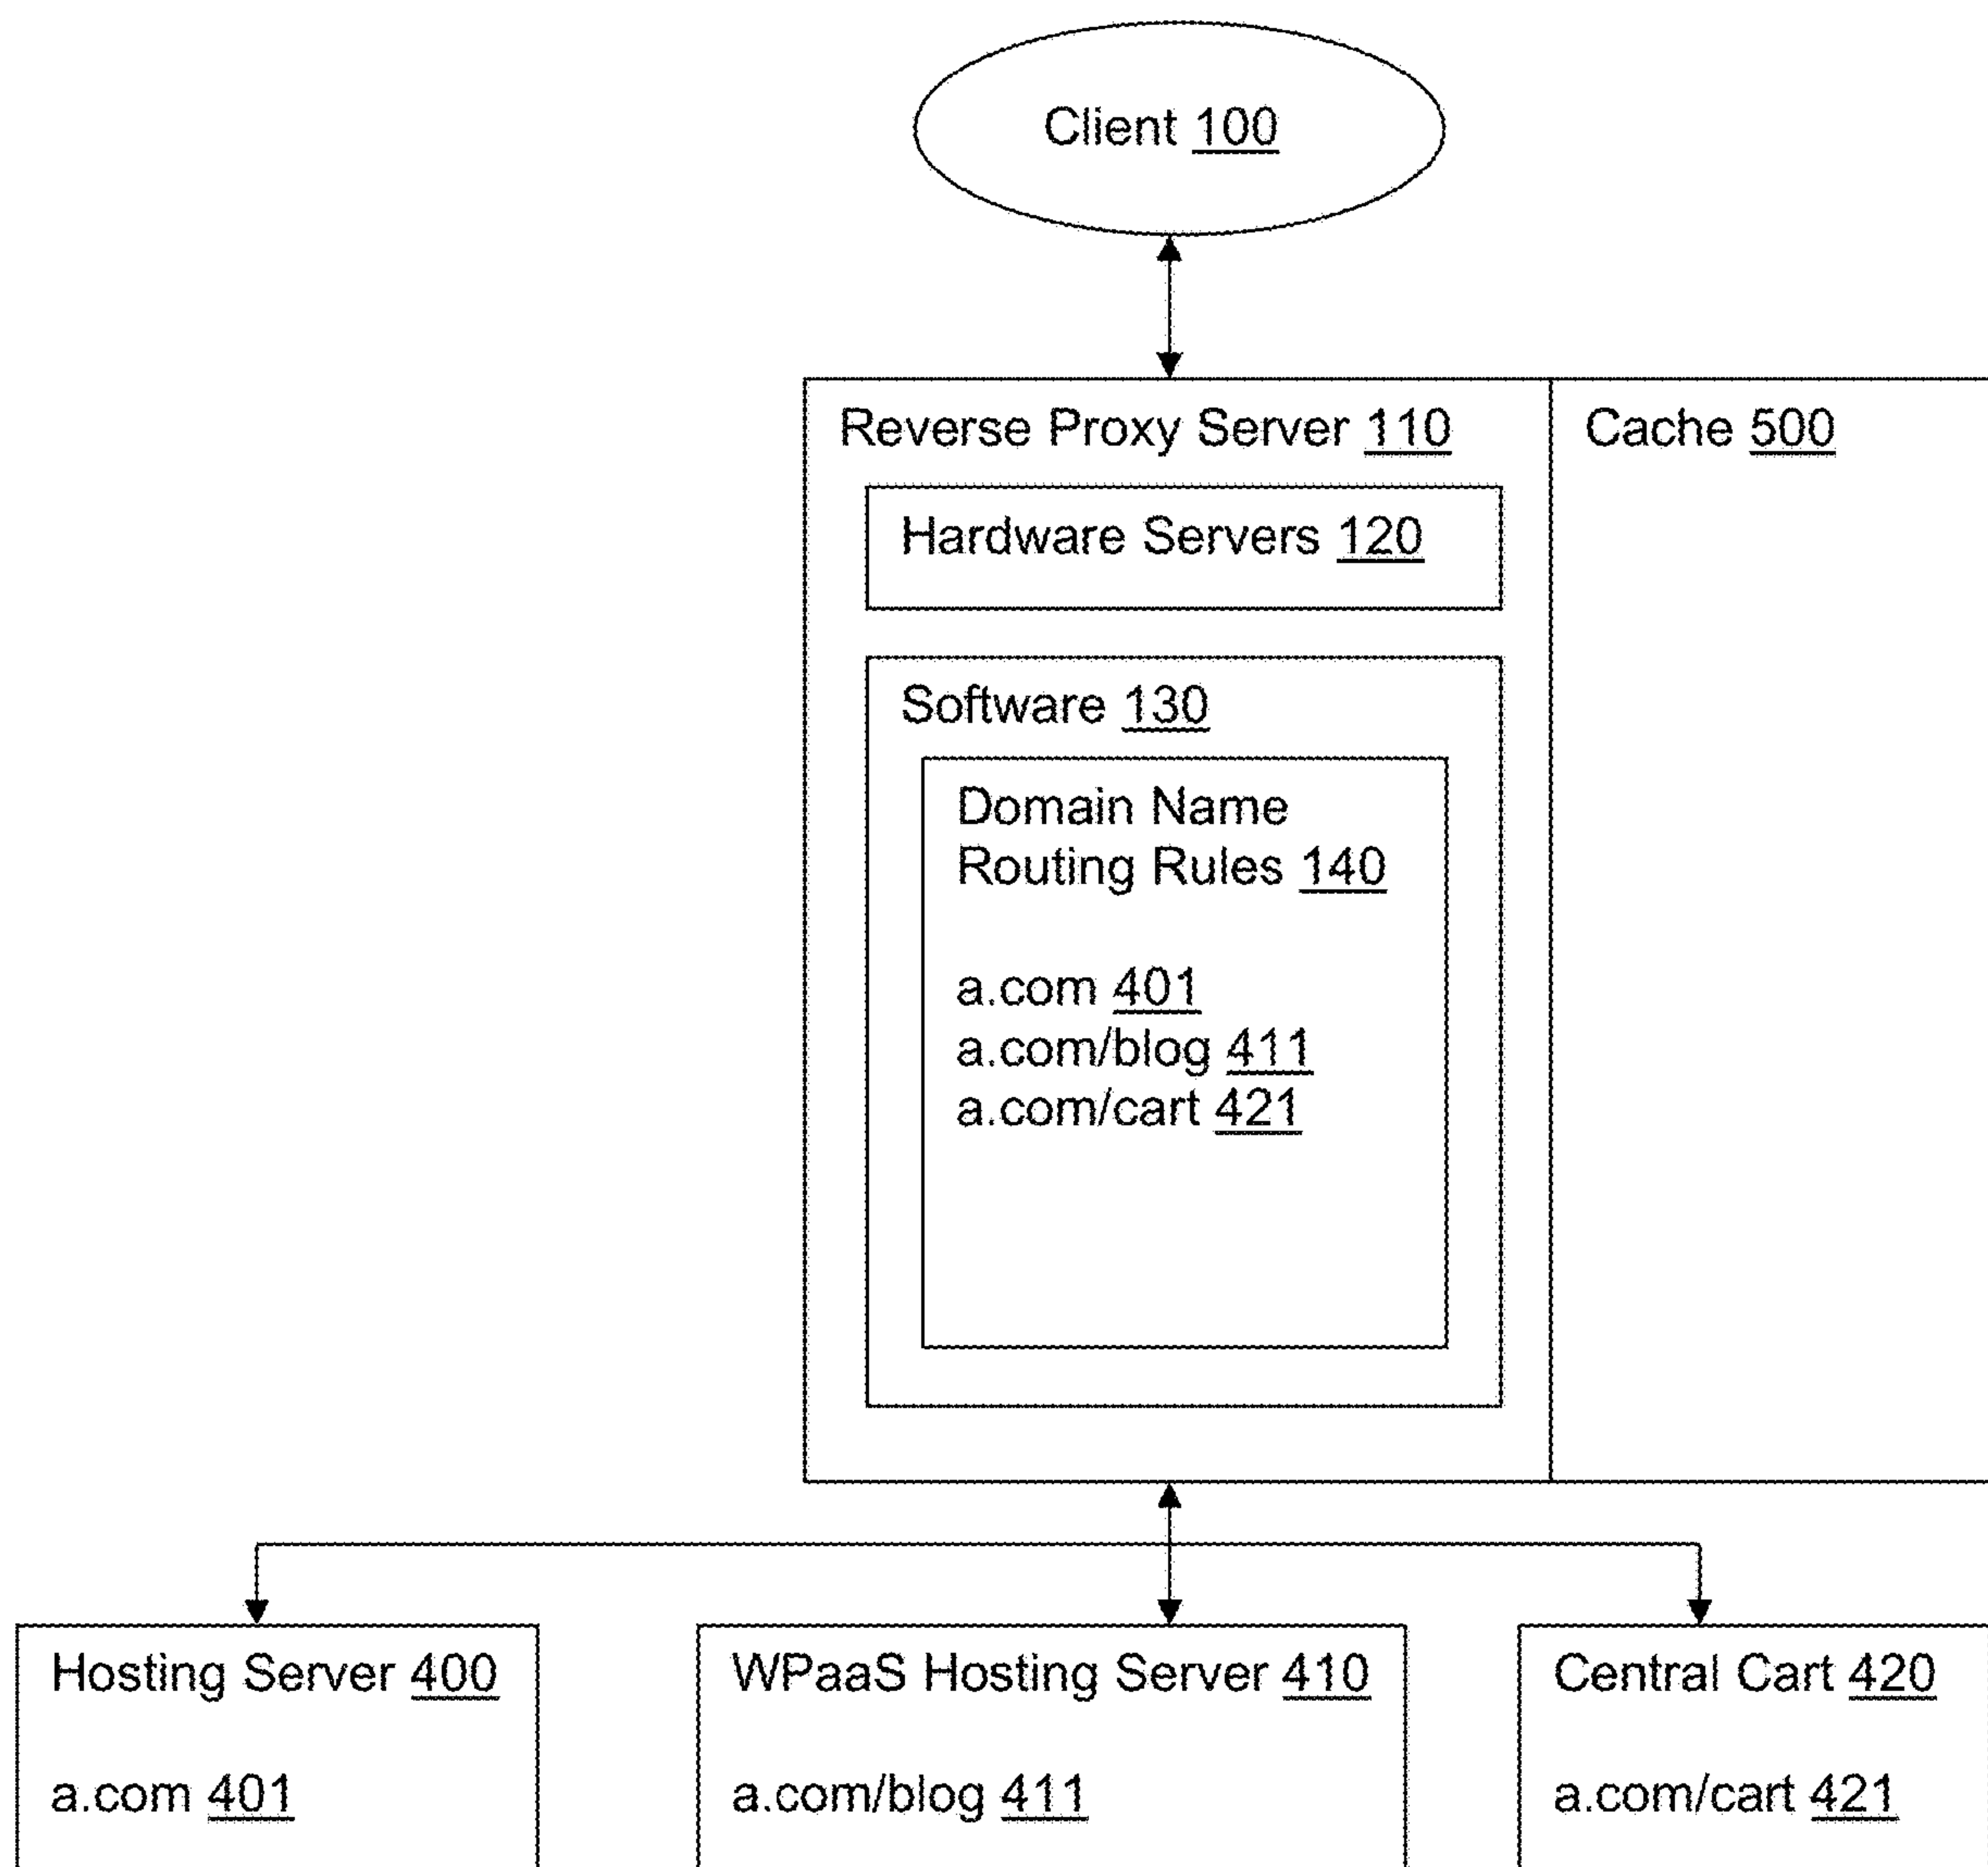 Client 100
Reverse Proxy Server 110
Cache 500
Hardware Servers 120
Software 130
Domain Name
Routing Rules 140
a.com 401
a.com/blog 411
a.com/cart 421
Hosting Server 400
a.com 401
WPaaS Hosting Server 410
a.com/blog 411
Central Cart 420
a.com/cart 421